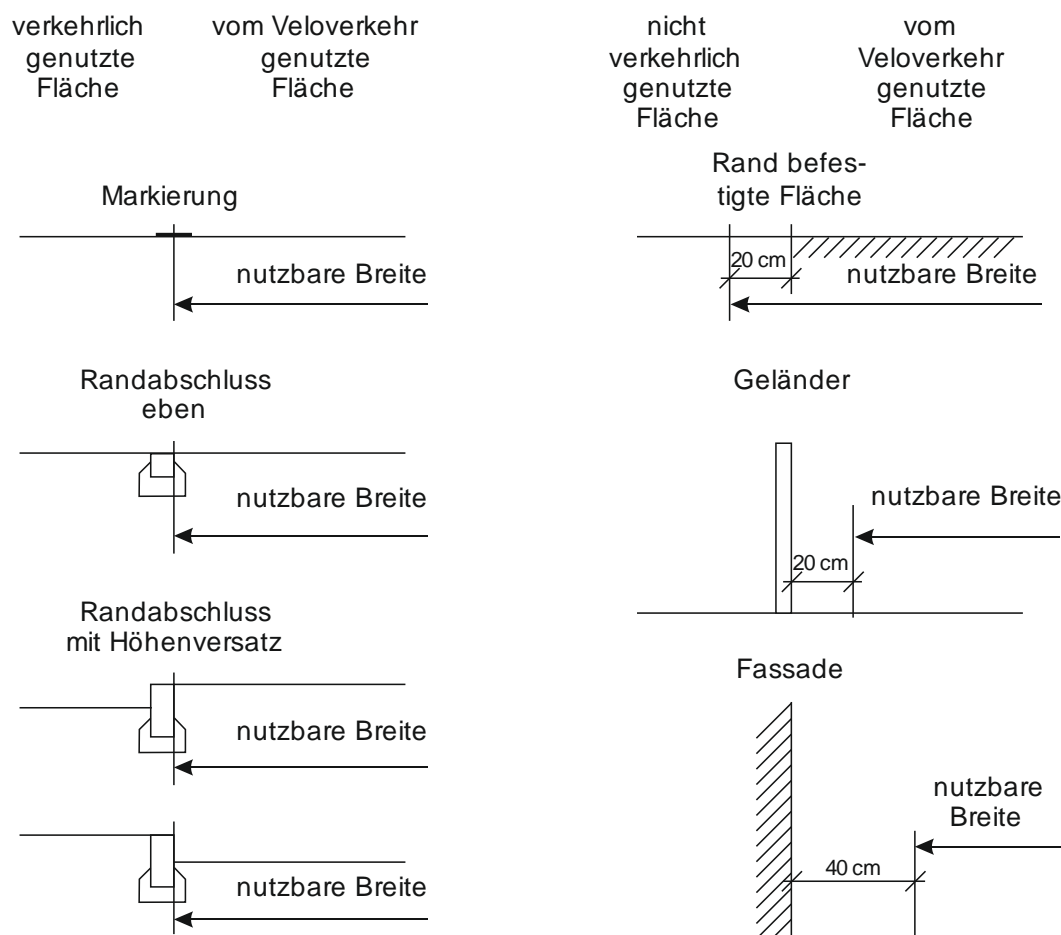 verkehrlich
genutzte
Fläche
vom Veloverkehr
genutzte
Fläche
Markierung
nutzbare Breite
Randabschluss
eben
nutzbare Breite
Randabschluss
mit Höhenversatz
nutzbare Breite
nutzbare Breite
nicht
verkehrlich
genutzte
Fläche
vom
Veloverkehr
genutzte
Fläche
Rand befes-
tigte Fläche
20 cm
nutzbare Breite
Geländer
nutzbare Breite
20 cm
Fassade
nutzbare
Breite
40 cm